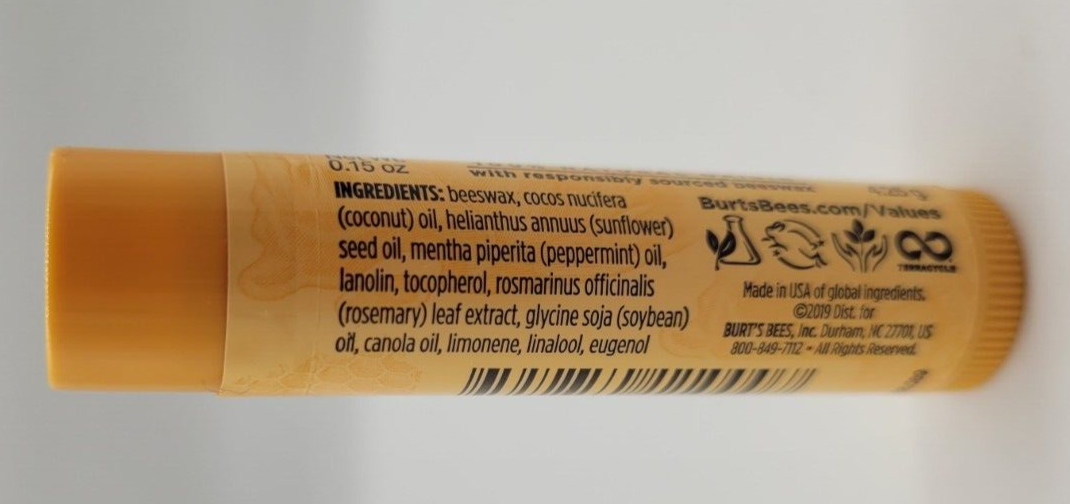 0.15 OZ
INGREDIENTS: beeswax, cocos nucifera
(coconut) oil, helianthus annuus (sunflower)
seed oil, mentha piperita (peppermint) oil,
lanolin, tocopherol, rosmarinus officinalis
(rosemary) leaf extract, glycine soja (soybean)
oil, canola oil, limonene, linalool, eugenol
with responsibly sourced beeswax
BurtsBees.com/Values
TERRACYCLE
Made in USA of global ingredients.
©2019 Dist. for
BURT'S BEES, Inc. Durham, NC 27701, US
800-849-7112 • All Rights Reserved.